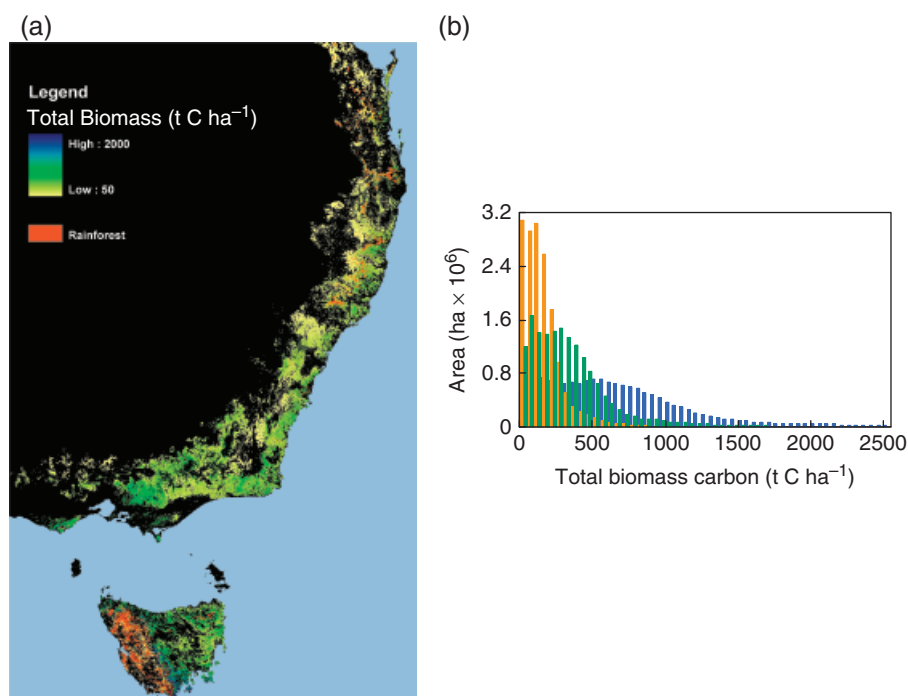 (a)
Legend
Total Biomass (t C ha⁻¹)
High : 2000
Low : 50
Rainforest
(b)
3.2
2.4
1.6
0.8
0
Area (ha × 10⁶)
0 500 1000 1500 2000 2500
Total biomass carbon (t C ha⁻¹)